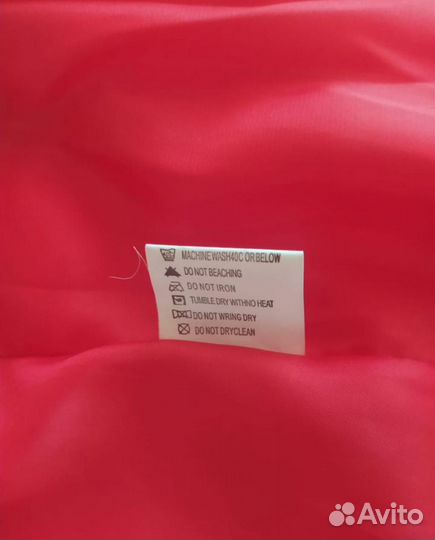 MACHINE WASH40C OR BELOW
DO NOT BEACHING
DO NOT IRON
TUMBLE DRY WITHNO HEAT
DO NOT WRING DRY
DO NOT DRYCLEAN
Avito